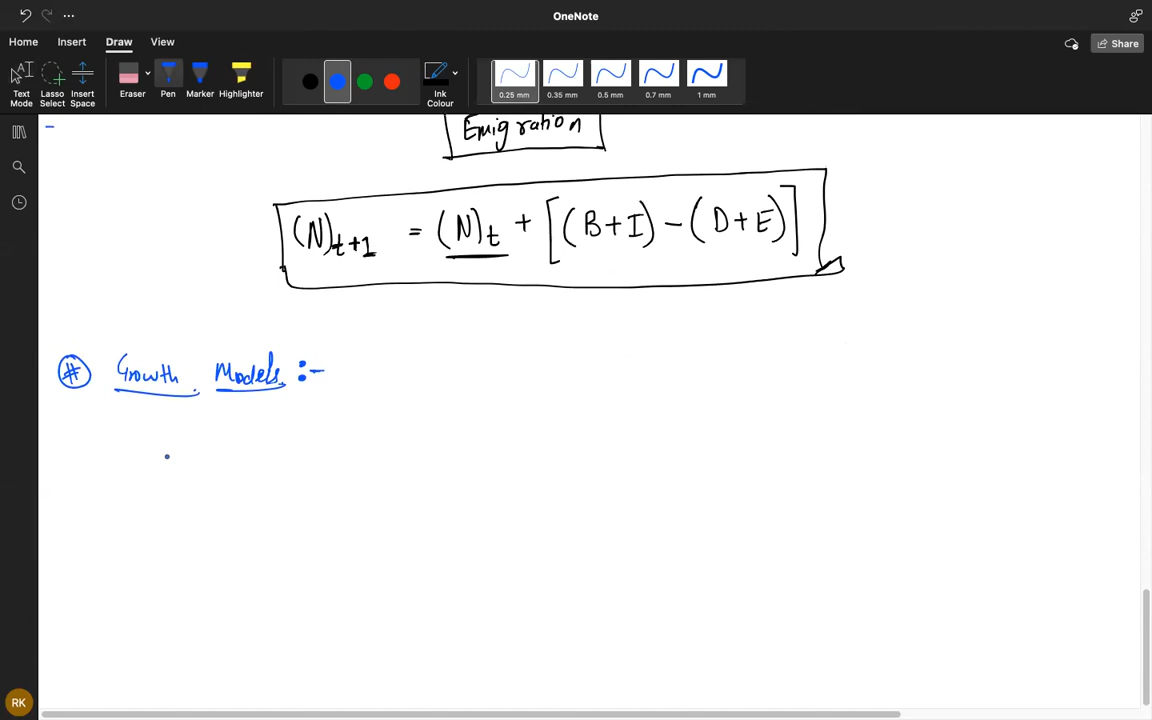 OneNote
Home Insert Draw View
Share
Text Mode
Lasso Select
Insert Space
Eraser
Pen
Marker
Highlighter
Ink Colour
0.25 mm
0.35 mm
0.5 mm
0.7 mm
1 mm
Emigration
(N)t+1 = (N)t + [(B+I) - (D+E)]
# Growth Models :-
RK